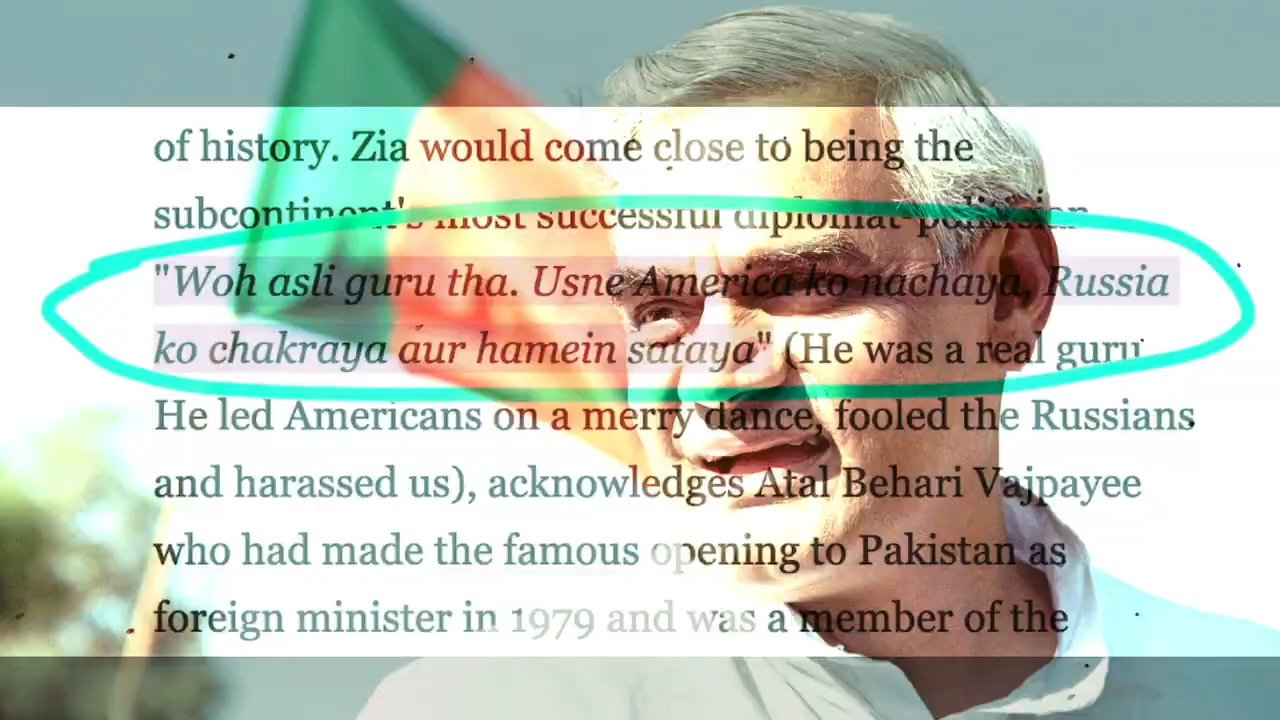 of history. Zia would come close to being the
subcontinent's most successful diplomat-politician
"Woh asli guru tha. Usne America ko nachaya, Russia
ko chakraya aur hamein sataya" (He was a real guru
He led Americans on a merry dance, fooled the Russians
and harassed us), acknowledges Atal Behari Vajpayee
who had made the famous opening to Pakistan as
foreign minister in 1979 and was a member of the